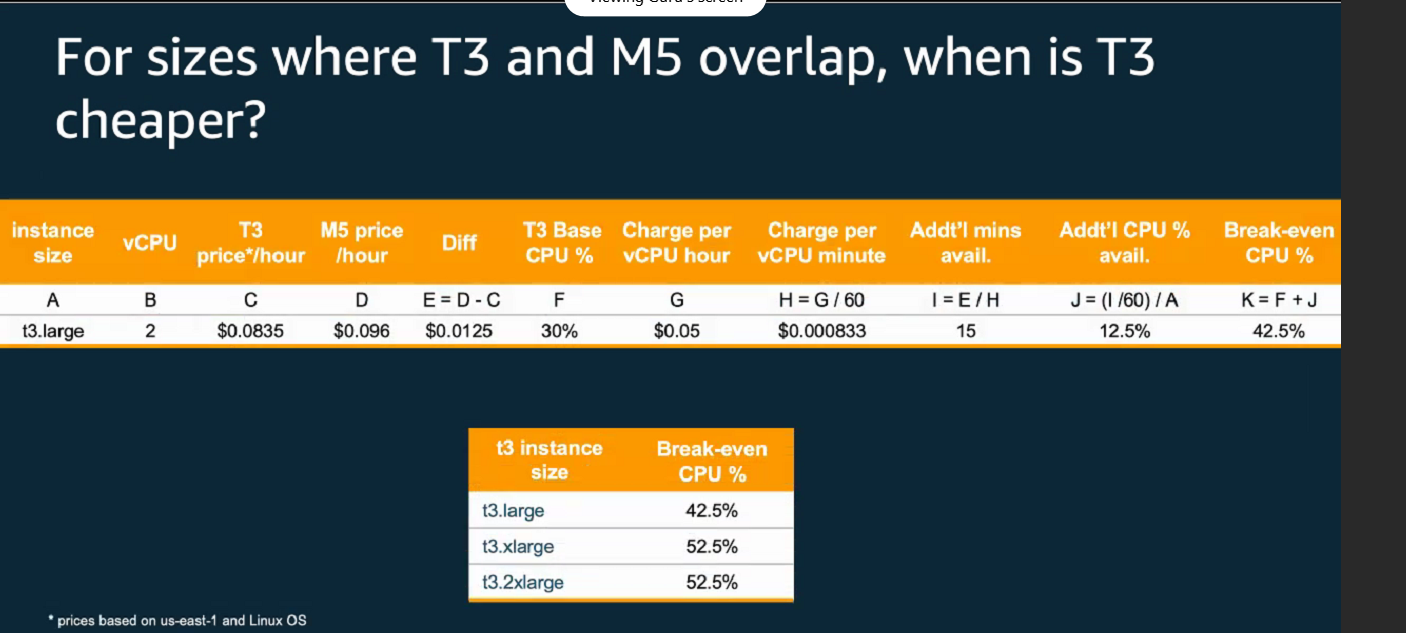 Viewing Guru's screen
For sizes where T3 and M5 overlap, when is T3
cheaper?
instance size vCPU T3 price*/hour M5 price /hour Diff T3 Base CPU % Charge per vCPU hour Charge per vCPU minute Addt'l mins avail. Addt'l CPU % avail. Break-even CPU %
A B C D E = D - C F G H = G / 60 I = E / H J = (I /60) / A K = F + J
t3.large 2 $0.0835 $0.096 $0.0125 30% $0.05 $0.000833 15 12.5% 42.5%
t3 instance size Break-even CPU %
t3.large 42.5%
t3.xlarge 52.5%
t3.2xlarge 52.5%
* prices based on us-east-1 and Linux OS